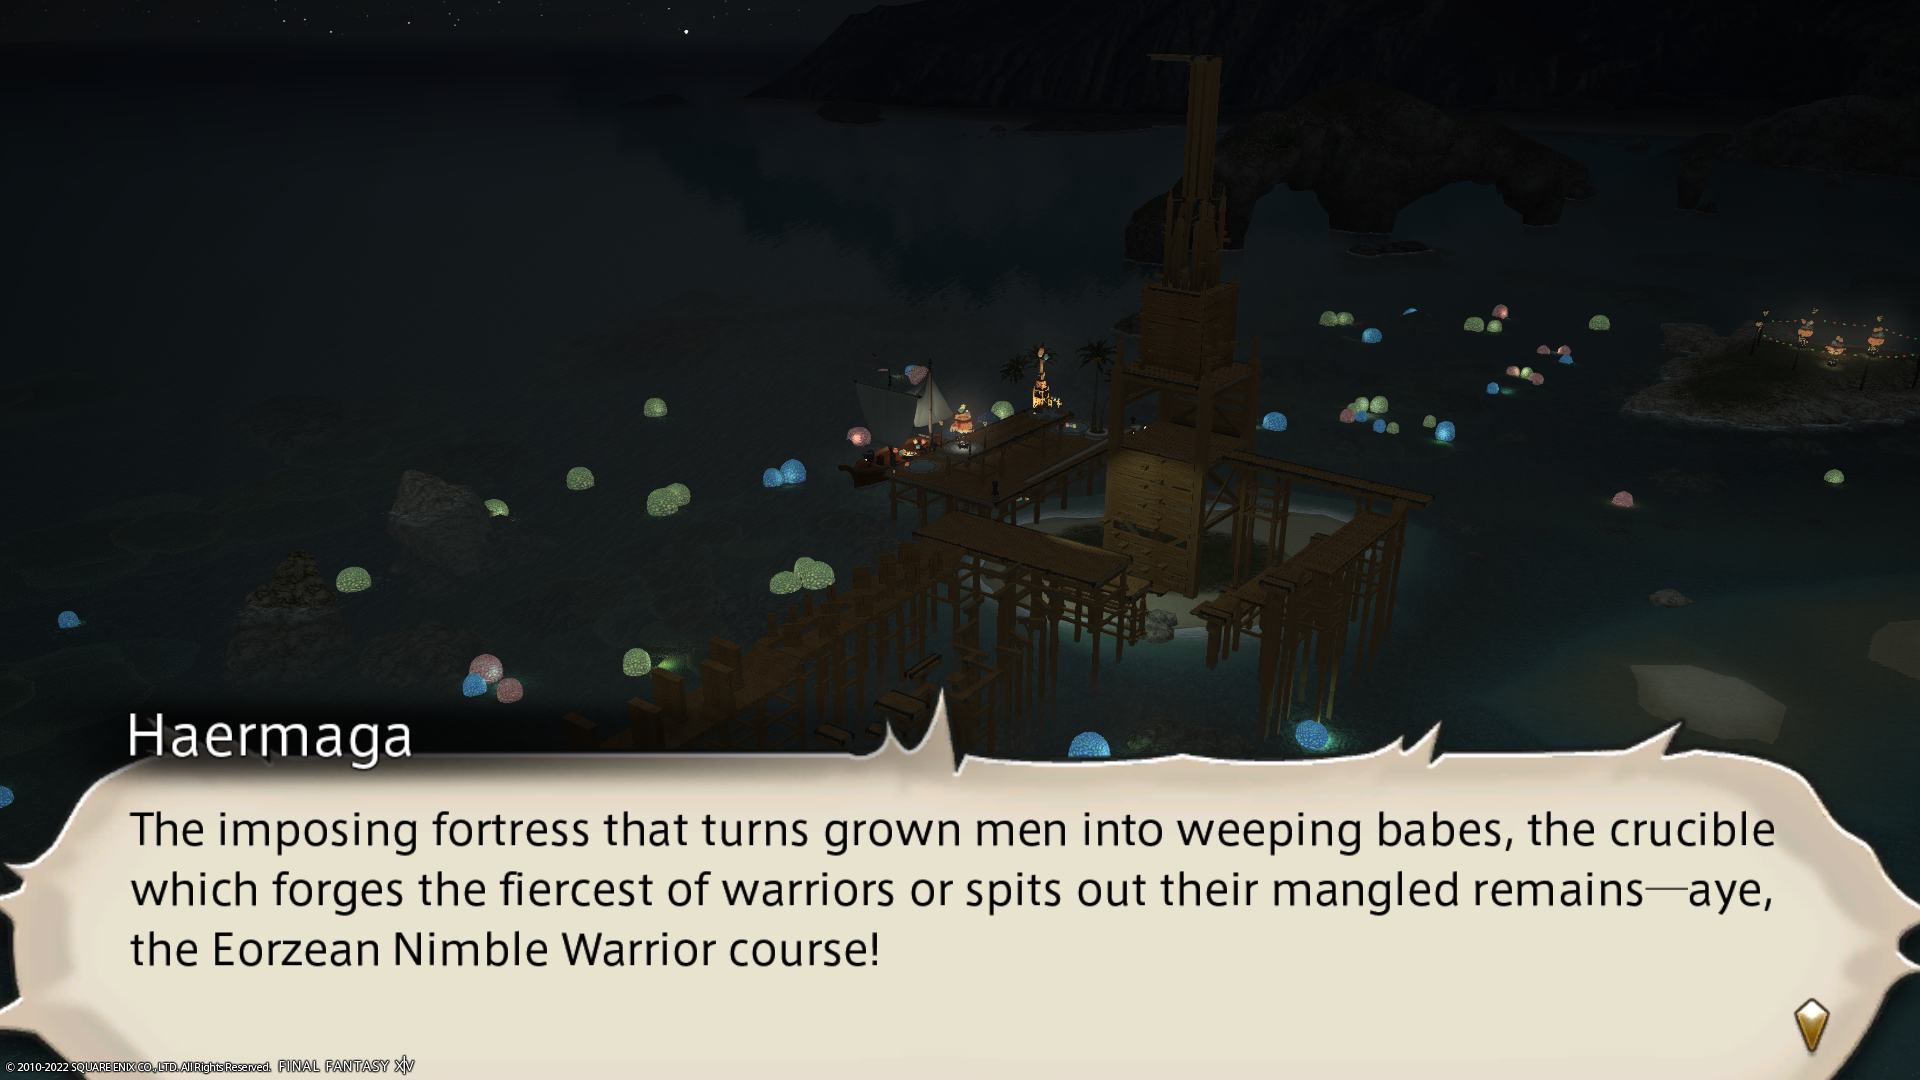 Haermaga
The imposing fortress that turns grown men into weeping babes, the crucible
which forges the fiercest of warriors or spits out their mangled remains—aye,
the Eorzean Nimble Warrior course!
© 2010-2022 SQUARE ENIX CO., LTD. All Rights Reserved. FINAL FANTASY XIV